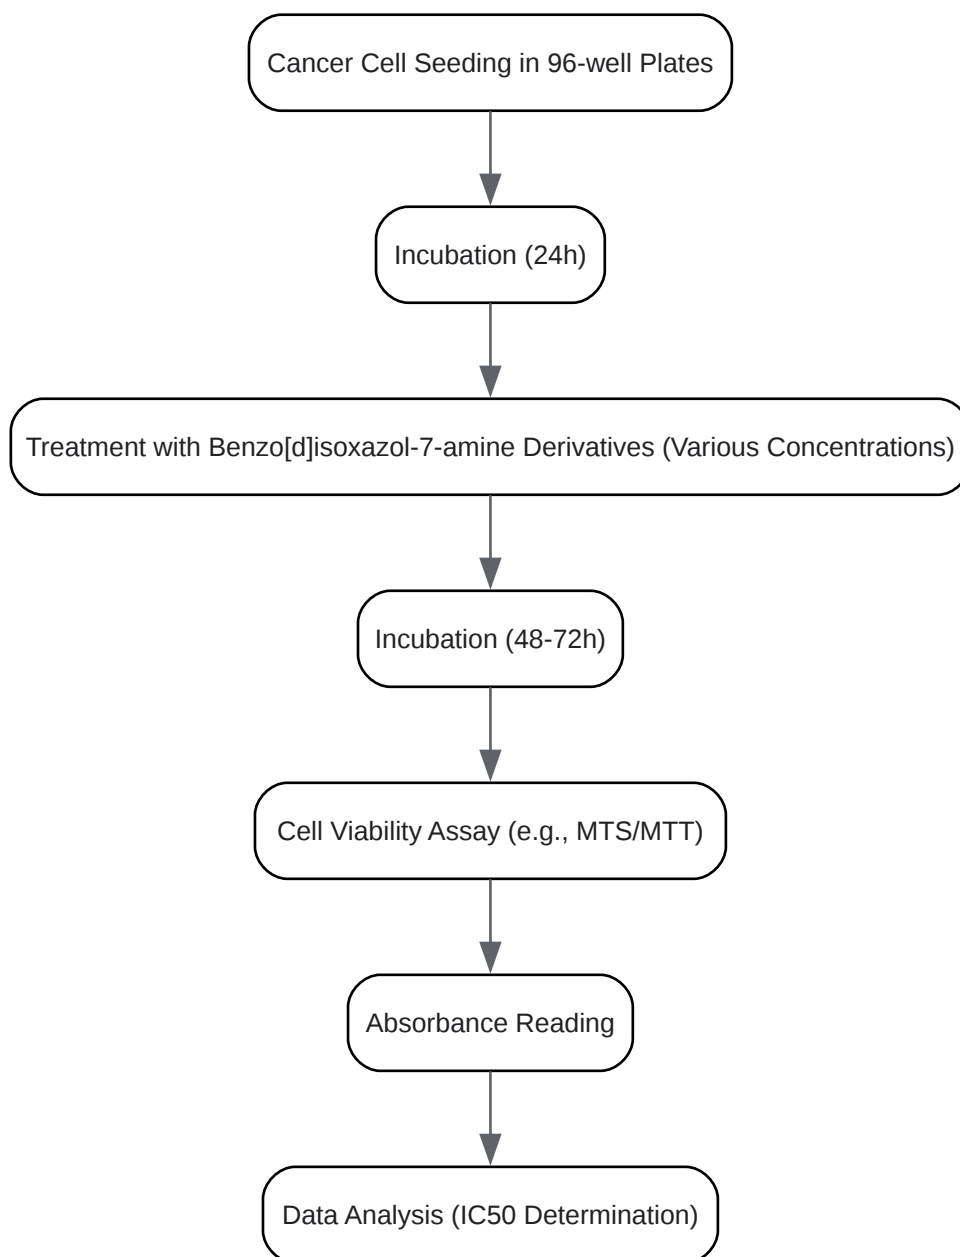 Cancer Cell Seeding in 96-well Plates
Incubation (24h)
Treatment with Benzo[d]isoxazol-7-amine Derivatives (Various Concentrations)
Incubation (48-72h)
Cell Viability Assay (e.g., MTS/MTT)
Absorbance Reading
Data Analysis (IC50 Determination)